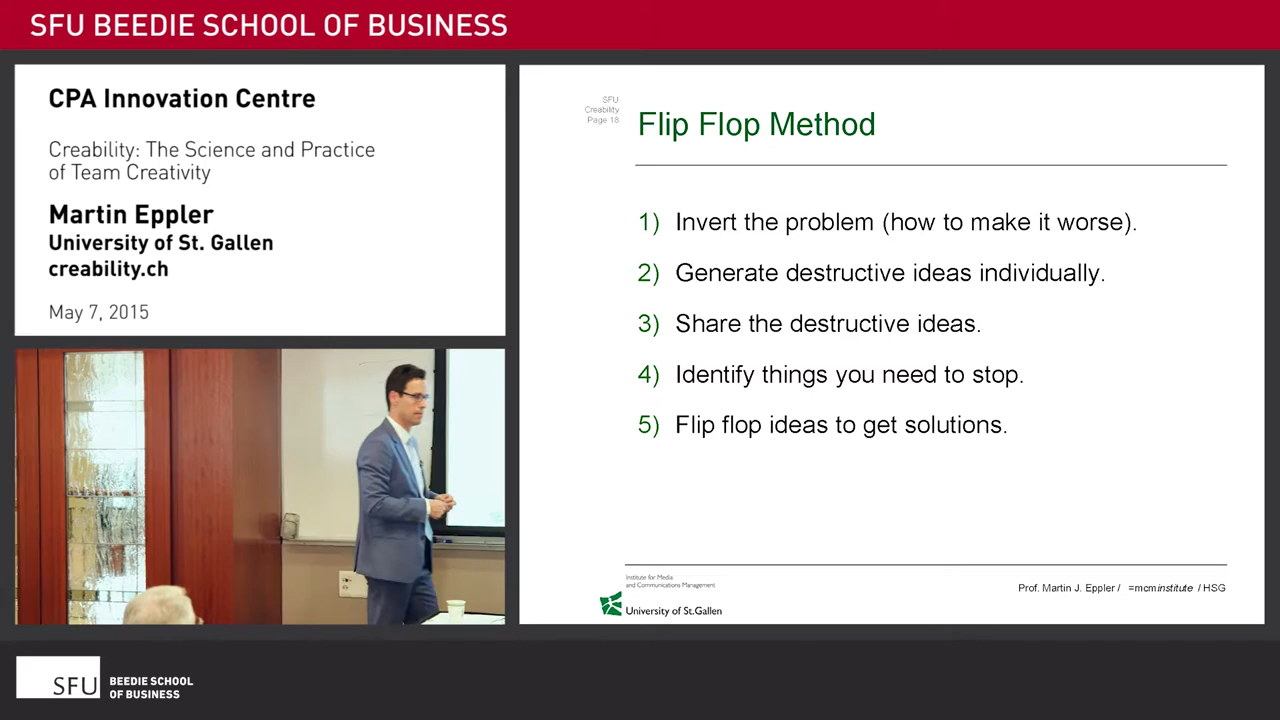 SFU BEEDIE SCHOOL OF BUSINESS
CPA Innovation Centre
Creability: The Science and Practice
of Team Creativity
Martin Eppler
University of St. Gallen
creability.ch
May 7, 2015
SFU
Creability
Page 18
Flip Flop Method
1) Invert the problem (how to make it worse).
2) Generate destructive ideas individually.
3) Share the destructive ideas.
4) Identify things you need to stop.
5) Flip flop ideas to get solutions.
Institute for Media
and Communications Management
University of St.Gallen
Prof. Martin J. Eppler / =mcminstitute / HSG
SFU
BEEDIE SCHOOL
OF BUSINESS